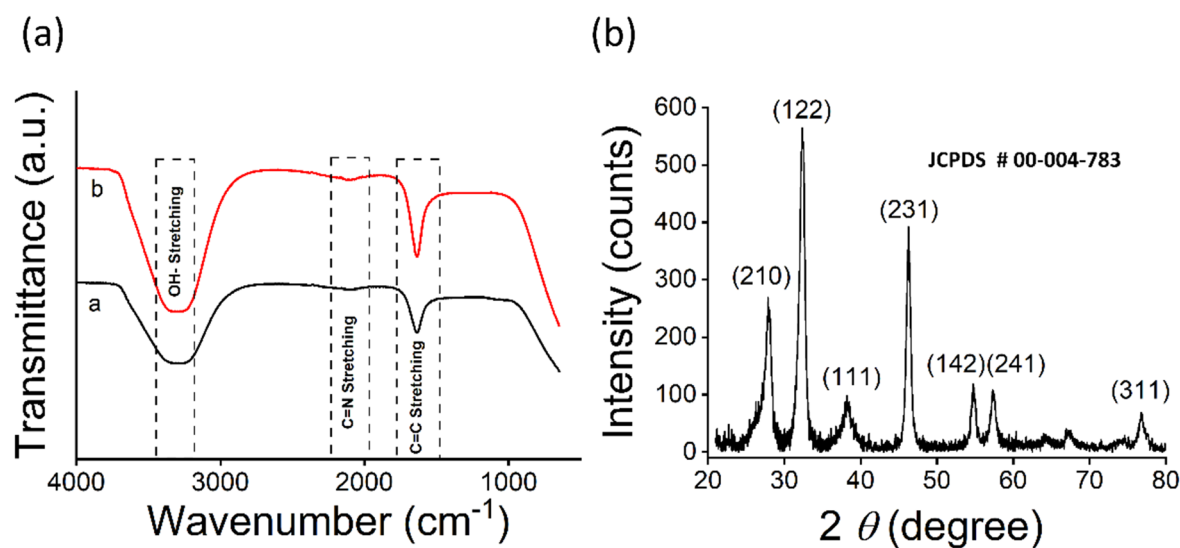 (a)
(b)
Transmittance (a.u.)
b
a
OH- Stretching
C=N Stretching
C=C Stretching
4000 3000 2000 1000
Wavenumber (cm-1)
Intensity (counts)
600
500
400
300
200
100
0
JCPDS # 00-004-783
(210)
(122)
(111)
(231)
(142)
(241)
(311)
20 30 40 50 60 70 80
2 θ (degree)